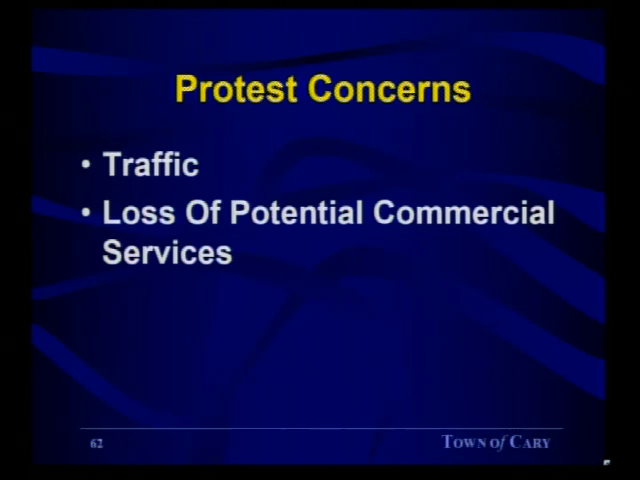 Protest Concerns
• Traffic
• Loss Of Potential Commercial
Services
62
TOWN of CARY